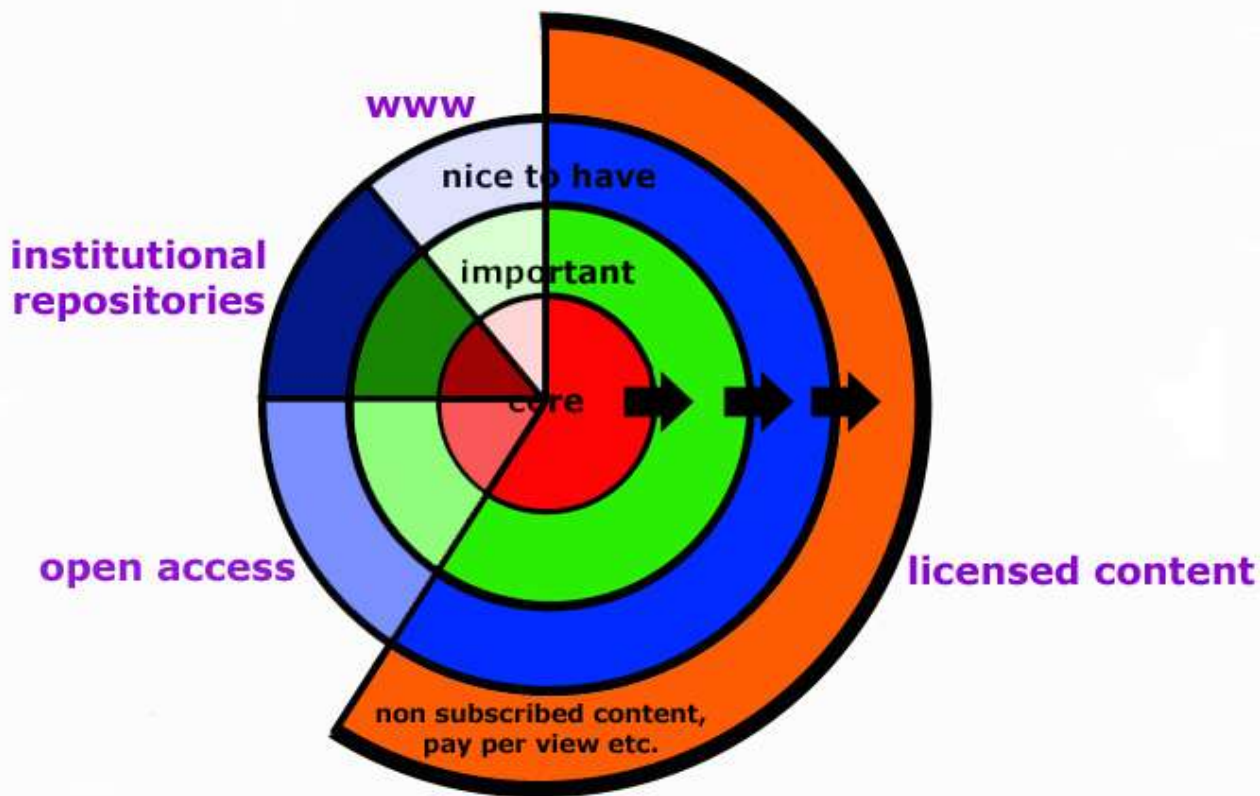 www
nice to have
institutional
repositories
important
core
open access
licensed content
non subscribed content,
pay per view etc.